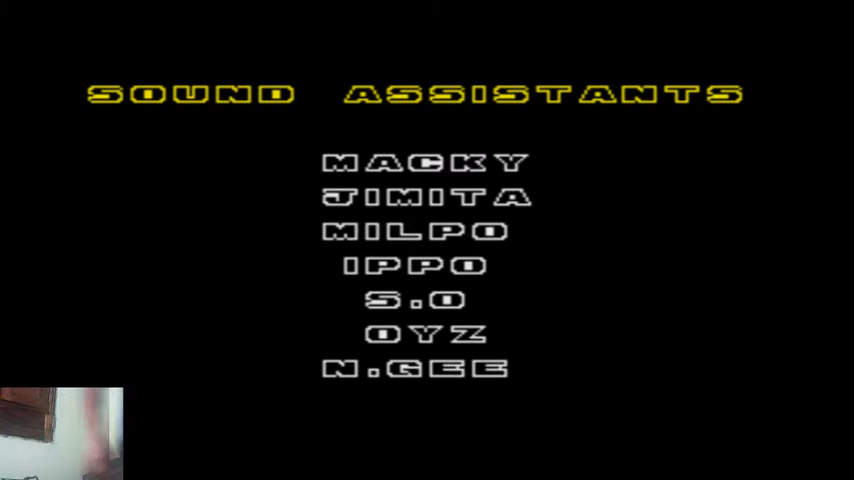 SOUND ASSISTANTS
MACKY
JIMITA
MILPO
IPPO
S.O
OYZ
N.GEE